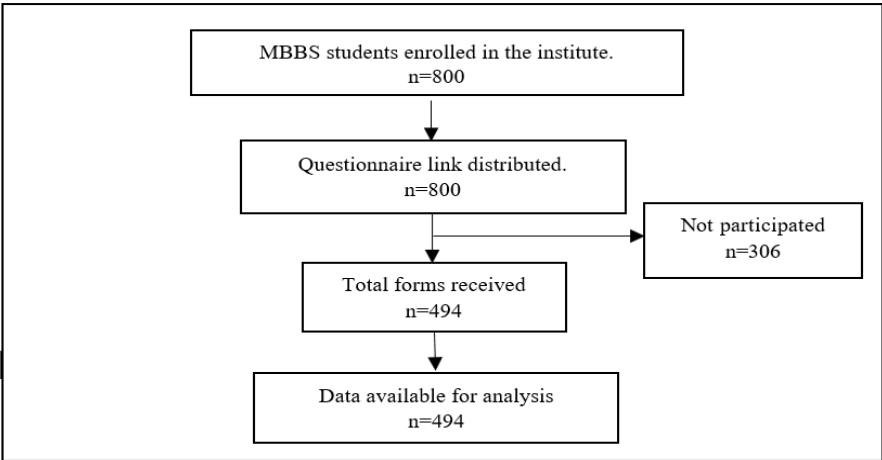 MBBS students enrolled in the institute.
n=800
Questionnaire link distributed.
n=800
Not participated
n=306
Total forms received
n=494
Data available for analysis
n=494